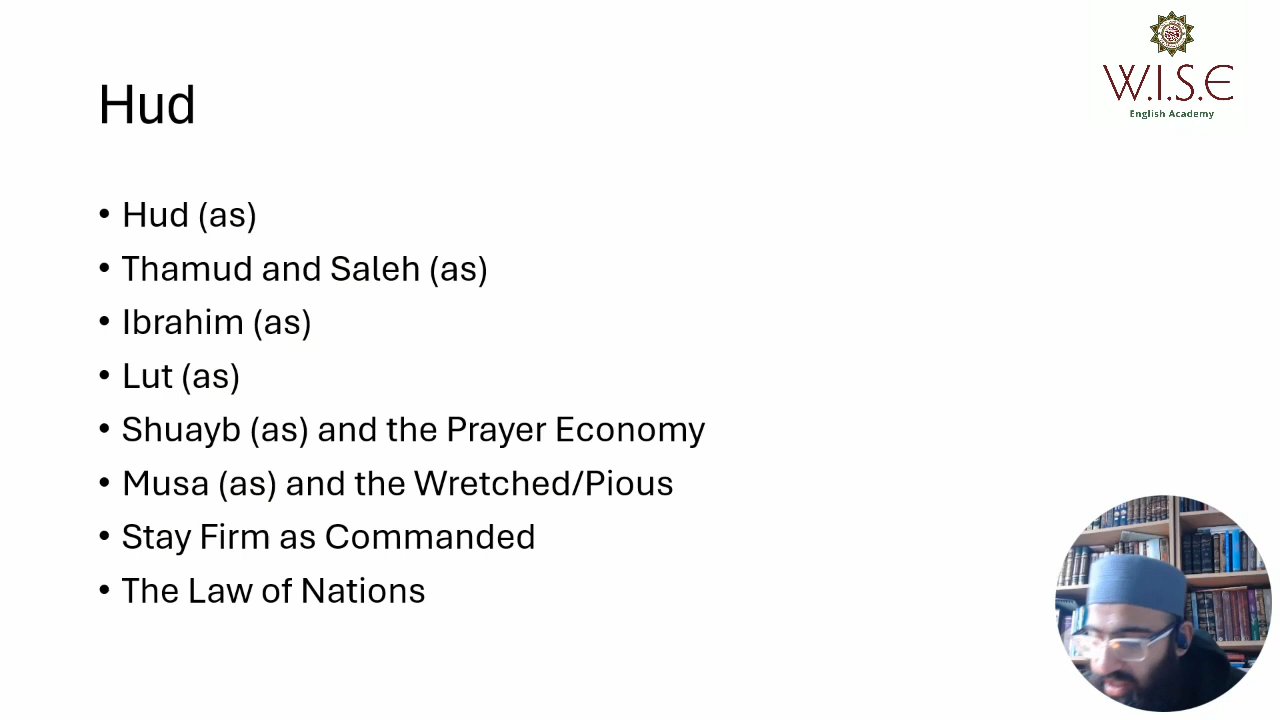 W.I.S.E
English Academy
Hud
• Hud (as)
• Thamud and Saleh (as)
• Ibrahim (as)
• Lut (as)
• Shuayb (as) and the Prayer Economy
• Musa (as) and the Wretched/Pious
• Stay Firm as Commanded
• The Law of Nations